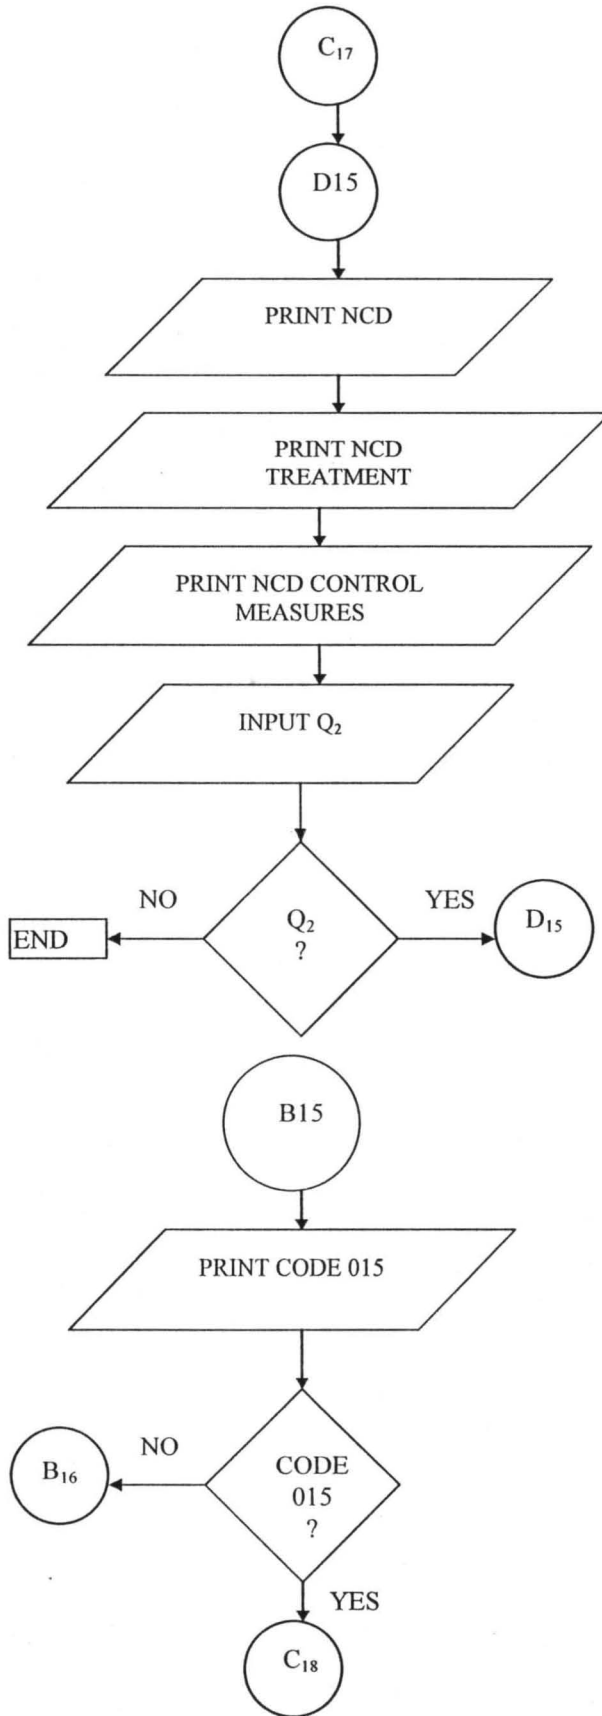 C₁₇
D15
PRINT NCD
PRINT NCD
TREATMENT
PRINT NCD CONTROL
MEASURES
INPUT Q₂
NO
YES
END
Q₂
?
D₁₅
B15
PRINT CODE 015
NO
B₁₆
CODE
015
?
YES
C₁₈